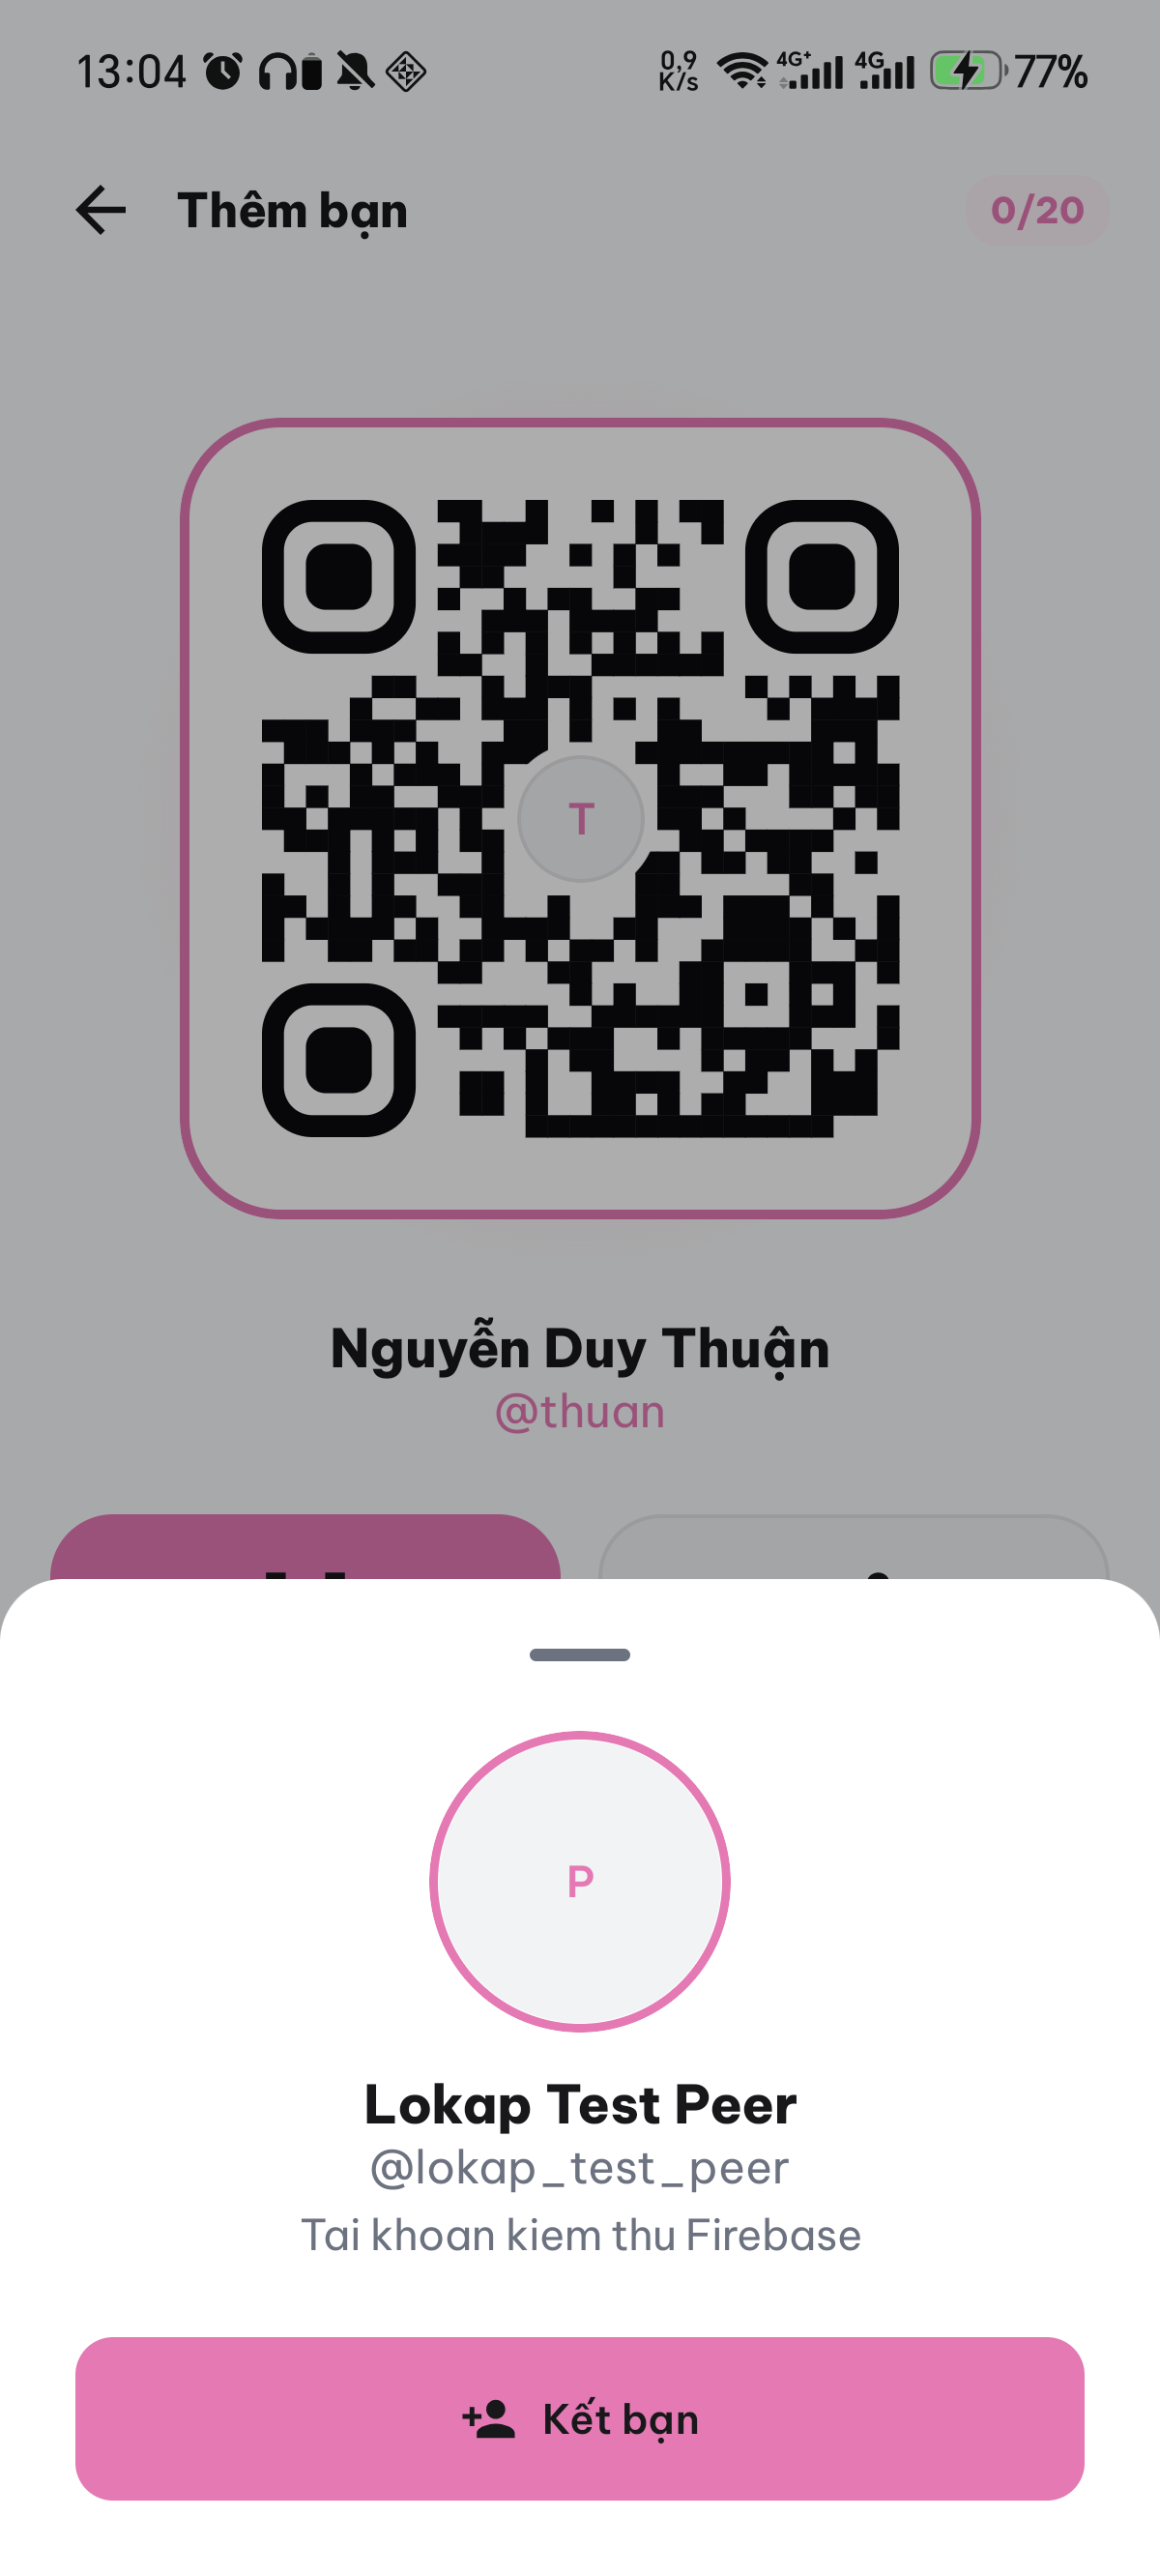 13:04
0,9
K/s
4G+
4G
77%
Thêm bạn
0/20
T
Nguyễn Duy Thuận
@thuan
P
Lokap Test Peer
@lokap_test_peer
Tai khoan kiem thu Firebase
Kết bạn